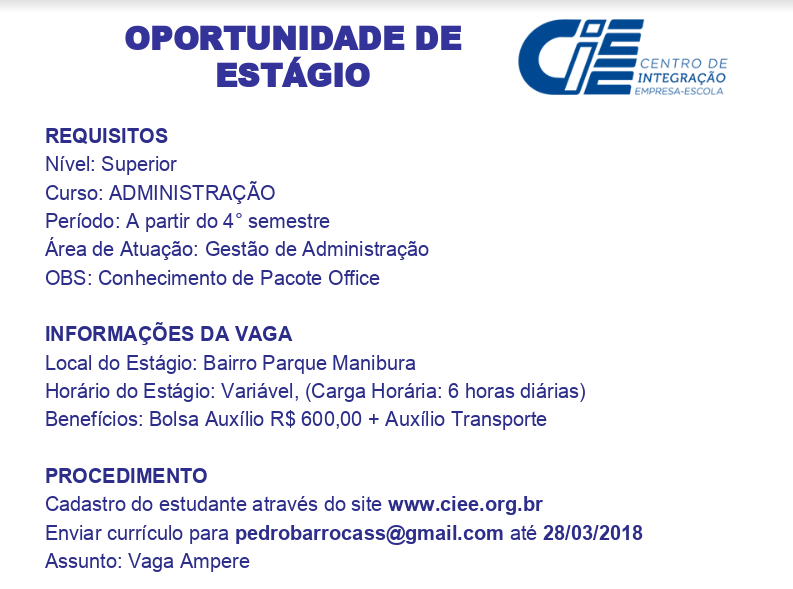 OPORTUNIDADE DE
ESTÁGIO
CIEE
CENTRO DE
INTEGRAÇÃO
EMPRESA-ESCOLA
REQUISITOS
Nível: Superior
Curso: ADMINISTRAÇÃO
Período: A partir do 4° semestre
Área de Atuação: Gestão de Administração
OBS: Conhecimento de Pacote Office
INFORMAÇÕES DA VAGA
Local do Estágio: Bairro Parque Manibura
Horário do Estágio: Variável, (Carga Horária: 6 horas diárias)
Benefícios: Bolsa Auxílio R$ 600,00 + Auxílio Transporte
PROCEDIMENTO
Cadastro do estudante através do site www.ciee.org.br
Enviar currículo para pedrobarrocass@gmail.com até 28/03/2018
Assunto: Vaga Ampere